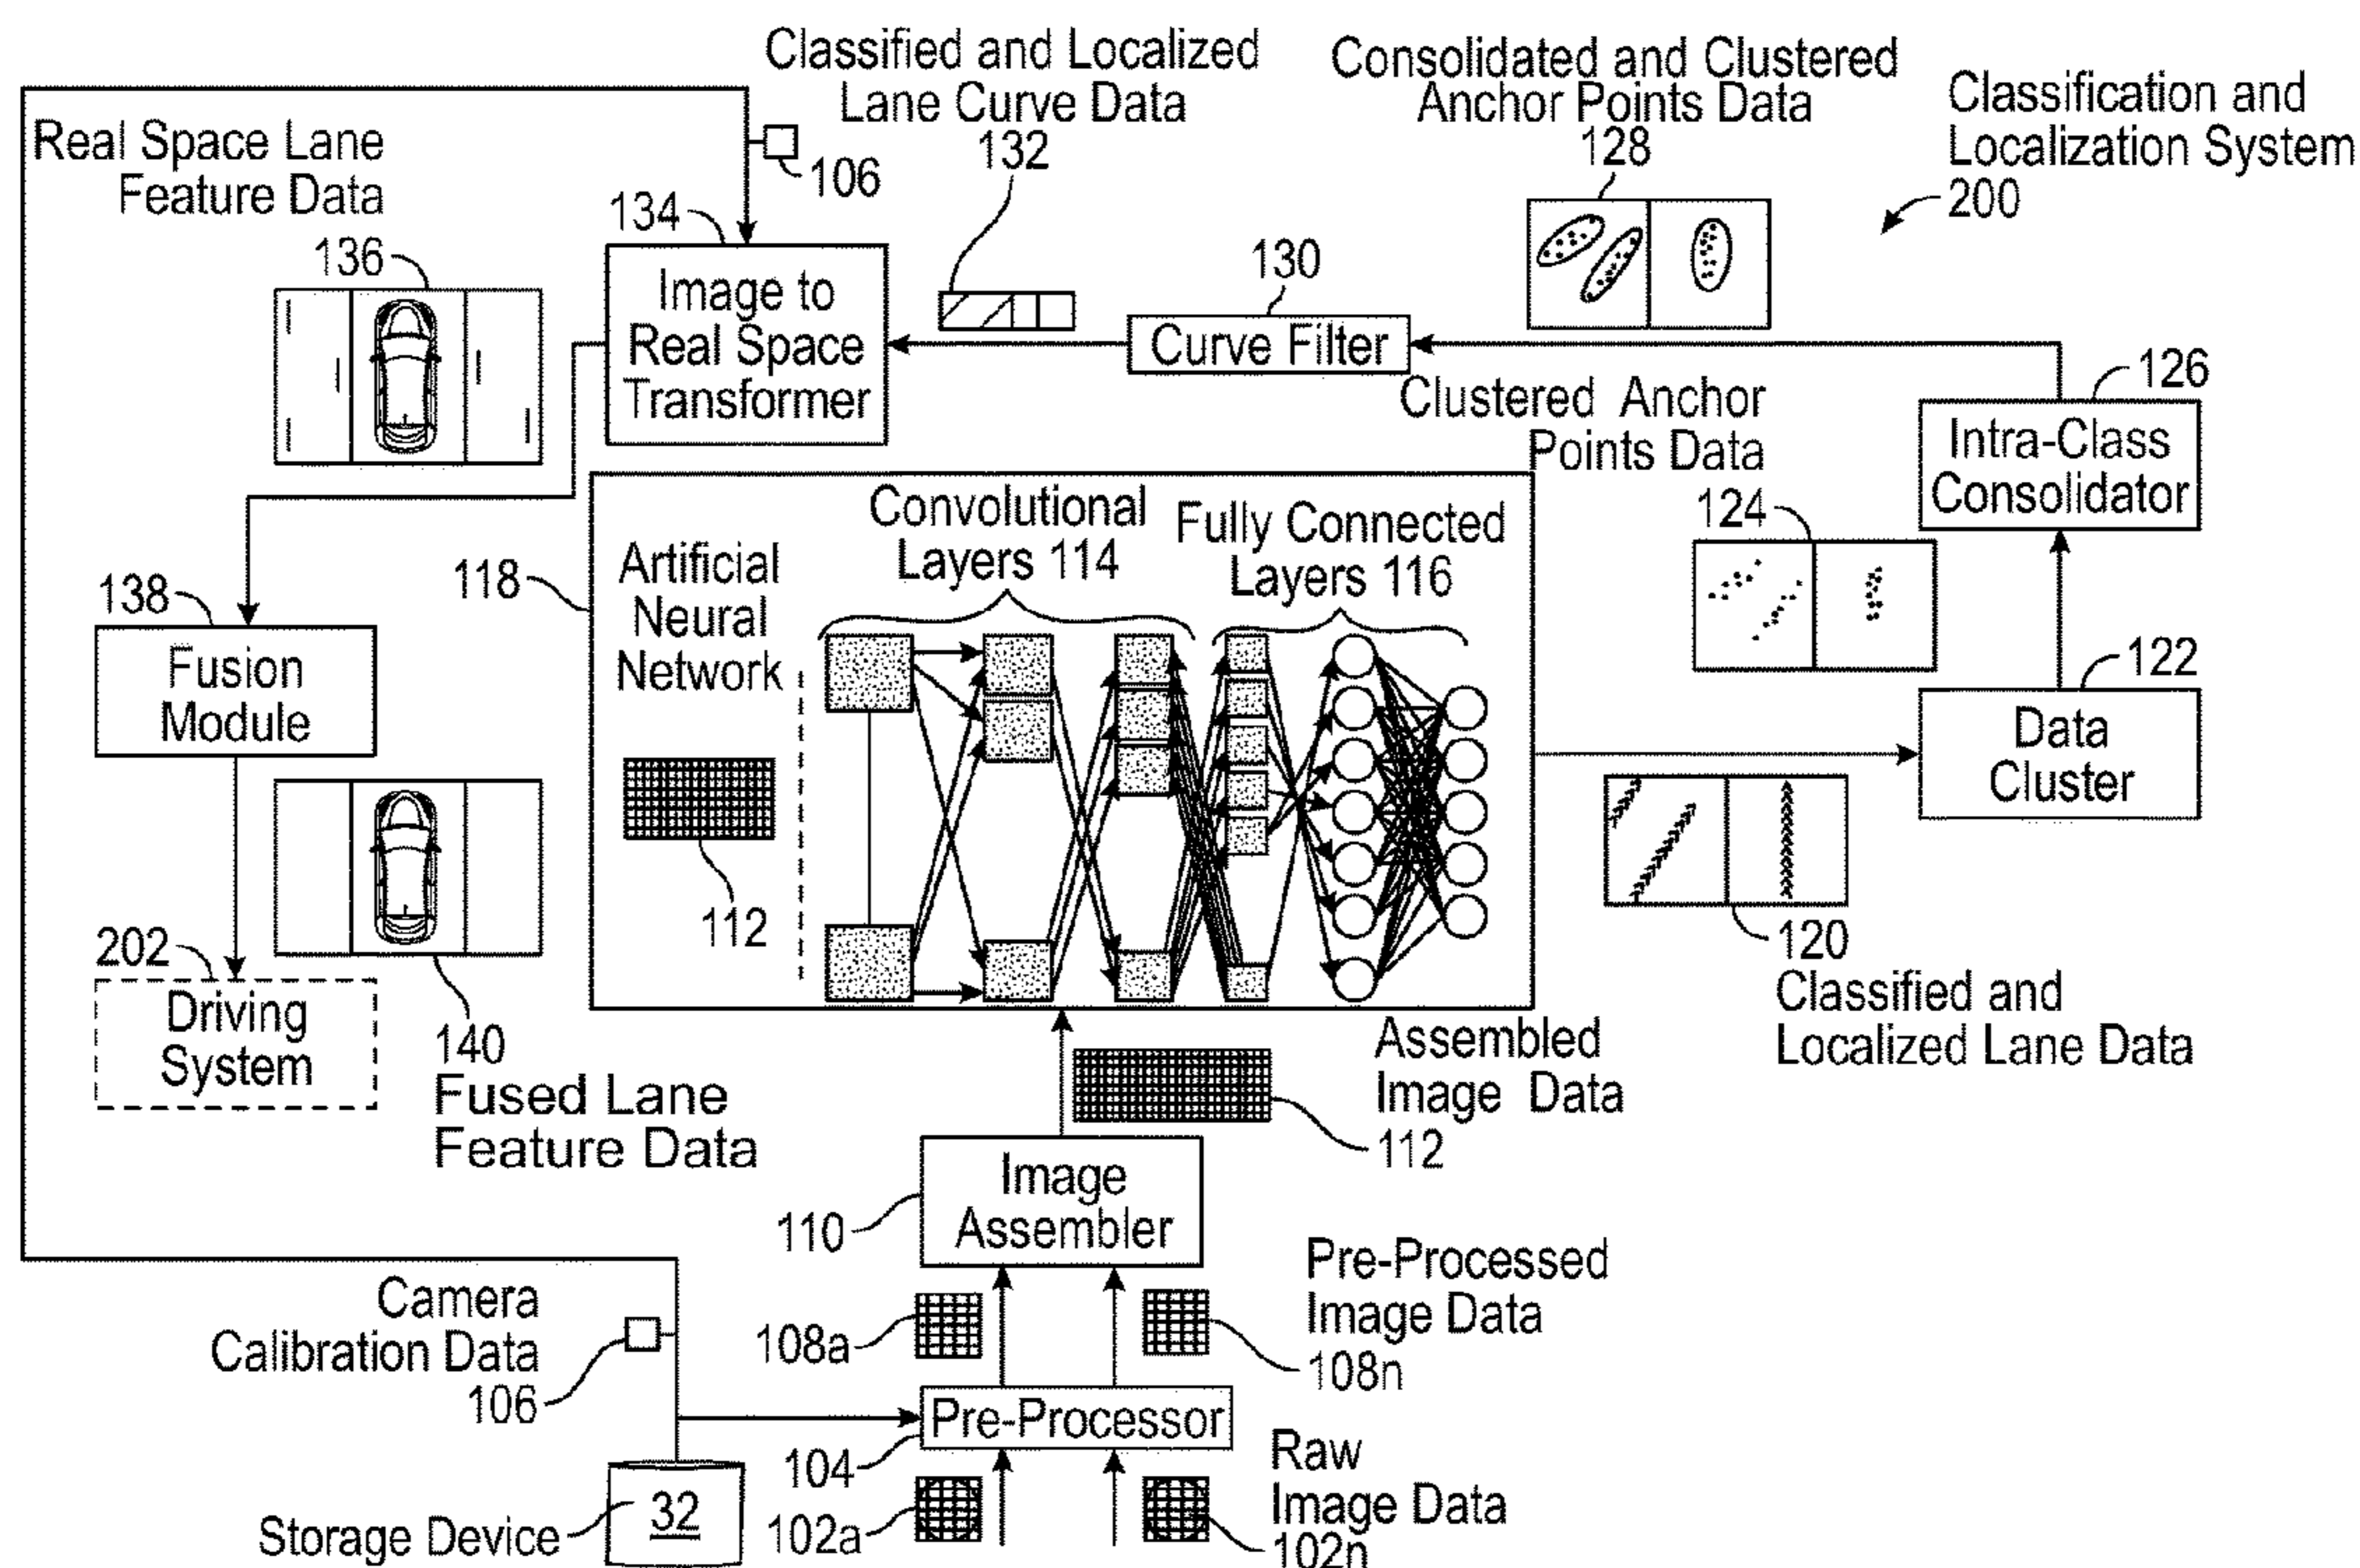 Classified and Localized
Lane Curve Data
132
Consolidated and Clustered
Anchor Points Data
128
Classification and
Localization System
200
Real Space Lane
Feature Data
136
106
134
Image to
Real Space
Transformer
130
Curve Filter
Clustered Anchor
Points Data
124
126
Intra-Class
Consolidator
118
Artificial
Neural
Network
Convolutional
Layers 114
Fully Connected
Layers 116
112
138
Fusion
Module
122
Data
Cluster
120
Classified and
Localized Lane Data
202
Driving
System
140
Fused Lane
Feature Data
Assembled
Image Data
112
110
Image
Assembler
Camera
Calibration Data
106
108a
Pre-Processed
Image Data
108n
104
Pre-Processor
Storage Device
32
102a
Raw
Image Data
102n